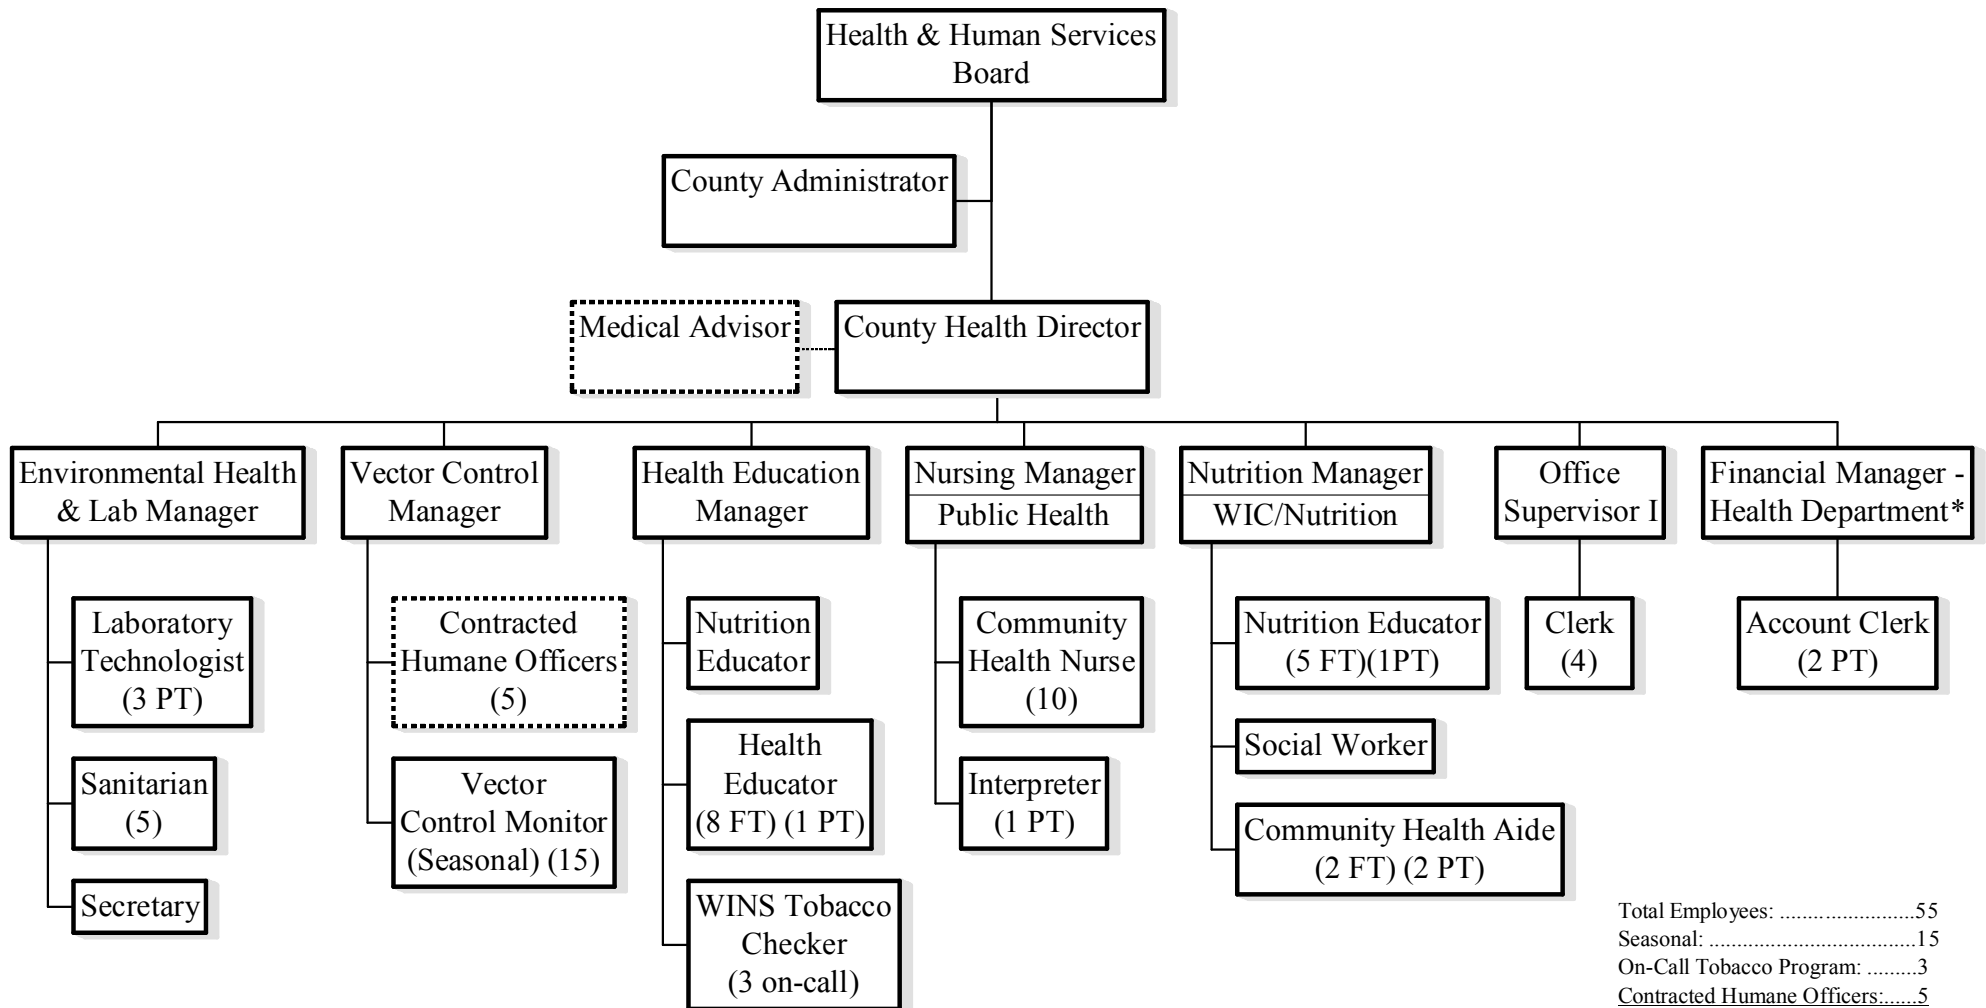 Health & Human Services
Board
County Administrator
Medical Advisor
County Health Director
Environmental Health
& Lab Manager
Vector Control
Manager
Health Education
Manager
Nursing Manager
Public Health
Nutrition Manager
WIC/Nutrition
Office
Supervisor I
Financial Manager -
Health Department*
Laboratory
Technologist
(3 PT)
Sanitarian
(5)
Secretary
Contracted
Humane Officers
(5)
Vector
Control Monitor
(Seasonal) (15)
Nutrition
Educator
Health
Educator
(8 FT) (1 PT)
WINS Tobacco
Checker
(3 on-call)
Community
Health Nurse
(10)
Interpreter
(1 PT)
Nutrition Educator
(5 FT)(1PT)
Social Worker
Community Health Aide
(2 FT) (2 PT)
Clerk
(4)
Account Clerk
(2 PT)
Total Employees: ........................55
Seasonal: .....................................15
On-Call Tobacco Program: .........3
Contracted Humane Officers:......5